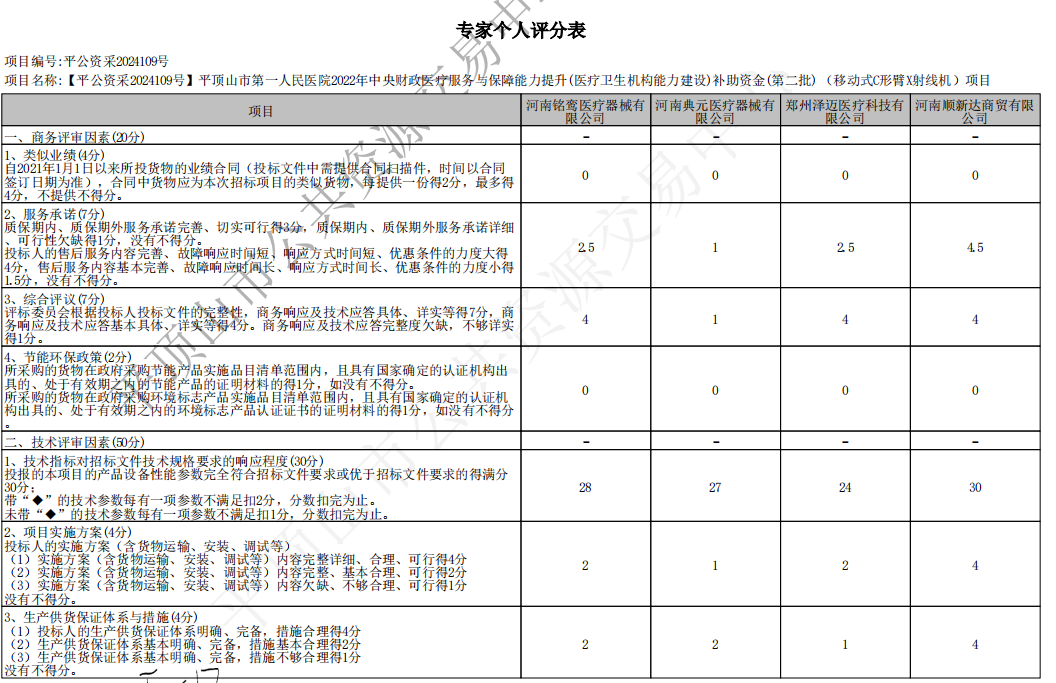 专家个人评分表
项目编号:平公资采2024109号
项目名称:【平公资采2024109号】平顶山市第一人民医院2022年中央财政医疗服务与保障能力提升(医疗卫生机构能力建设)补助资金(第二批)（移动式C形臂X射线机）项目
项目
河南铭鸾医疗器械有
限公司
河南典元医疗器械有
限公司
郑州泽迈医疗科技有
限公司
河南顺新达商贸有限
公司
一、商务评审因素(20分)
－ － － －
1、类似业绩(4分)
自2021年1月1日以来所投货物的业绩合同（投标文件中需提供合同扫描件，时间以合同
签订日期为准），合同中货物应为本次招标项目的类似货物，每提供一份得2分，最多得
4分，不提供不得分。
0 0 0 0
2、服务承诺(7分)
质保期内、质保期外服务承诺完善、切实可行得3分，质保期内、质保期外服务承诺详细
、可行性欠缺得1分，没有不得分。
投标人的售后服务内容完善、故障响应时间短、响应方式时间短、优惠条件的力度大得
4分，售后服务内容基本完善、故障响应时间长、响应方式时间长、优惠条件的力度小得
1.5分，没有不得分。
2.5 1 2.5 4.5
3、综合评议(7分)
评标委员会根据投标人投标文件的完整性，商务响应及技术应答具体、详实等得7分，商
务响应及技术应答基本具体、详实等得4分。商务响应及技术应答完整度欠缺，不够详实
得1分。
4 1 4 4
4、节能环保政策(2分)
所采购的货物在政府采购节能产品实施品目清单范围内，且具有国家确定的认证机构出
具的、处于有效期之内的节能产品的证明材料的得1分，如没有不得分。
所采购的货物在政府采购环境标志产品实施品目清单范围内，且具有国家确定的认证机
构出具的、处于有效期之内的环境标志产品认证证书的证明材料的得1分，如没有不得分
。
0 0 0 0
二、技术评审因素(50分)
－ － － －
1、技术指标对招标文件技术规格要求的响应程度(30分)
投报的本项目的产品设备性能参数完全符合招标文件要求或优于招标文件要求的得满分
30分；
带“◆”的技术参数每有一项参数不满足扣2分，分数扣完为止。
未带“◆”的技术参数每有一项参数不满足扣1分，分数扣完为止。
28 27 24 30
2、项目实施方案(4分)
投标人的实施方案（含货物运输、安装、调试等）
（1）实施方案（含货物运输、安装、调试等）内容完整详细、合理、可行得4分
（2）实施方案（含货物运输、安装、调试等）内容完整、基本合理、可行得2分
（3）实施方案（含货物运输、安装、调试等）内容欠缺、不够合理、可行得1分
没有不得分。
2 1 2 4
3、生产供货保证体系与措施(4分)
（1）投标人的生产供货保证体系明确、完备，措施合理得4分
（2）生产供货保证体系基本明确、完备，措施基本合理得2分
（3）生产供货保证体系基本明确、完备，措施不够合理得1分
没有不得分。
2 2 1 4
平顶山市公共资源交易中
平顶山市公共资源交易中